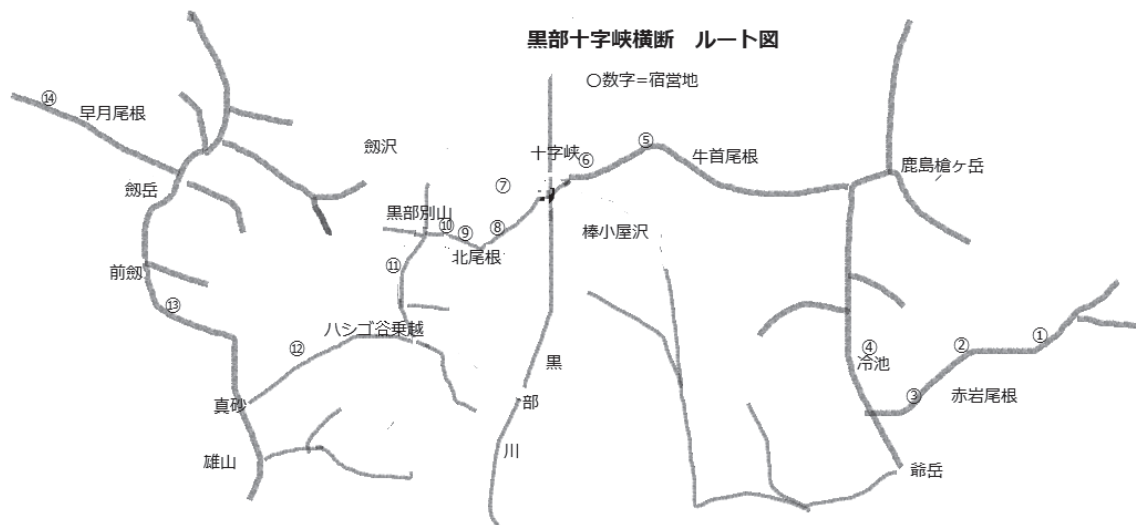 黒部十字峡横断 ルート図
○数字=宿営地
⑭
早月尾根
劔沢
十字峡
⑥
⑤
牛首尾根
鹿島槍ヶ岳
劔岳
⑦
黒部別山
⑩
⑨
⑧
北尾根
棒小屋沢
前劔
⑪
⑬
ハシゴ谷乗越
⑫
黒
部
川
④
冷池
②
①
③
赤岩尾根
真砂
雄山
爺岳